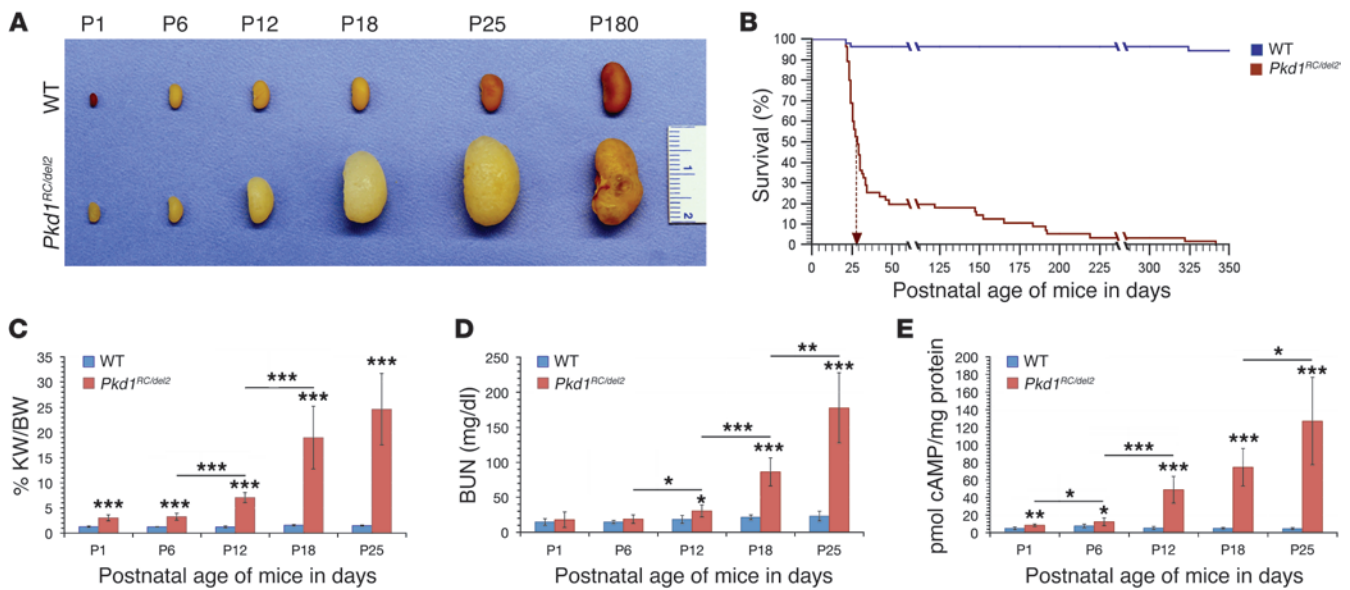 A
P1 P6 P12 P18 P25 P180
WT
Pkd1RC/del2
1
2
B
Survival (%)
100
90
80
70
60
50
40
30
20
10
0
0 25 50 125 150 175 200 225 300 325 350
Postnatal age of mice in days
WT
Pkd1RC/del2'
C
% KW/BW
35
30
25
20
15
10
5
0
WT
Pkd1RC/del2
***
***
***
***
***
***
***
P1 P6 P12 P18 P25
Postnatal age of mice in days
D
BUN (mg/dl)
250
200
150
100
50
0
WT
Pkd1RC/del2
*
*
***
***
**
***
P1 P6 P12 P18 P25
Postnatal age of mice in days
E
pmol cAMP/mg protein
200
180
160
140
120
100
80
60
40
20
0
WT
Pkd1RC/del2
**
*
*
***
***
***
*
***
P1 P6 P12 P18 P25
Postnatal age of mice in days